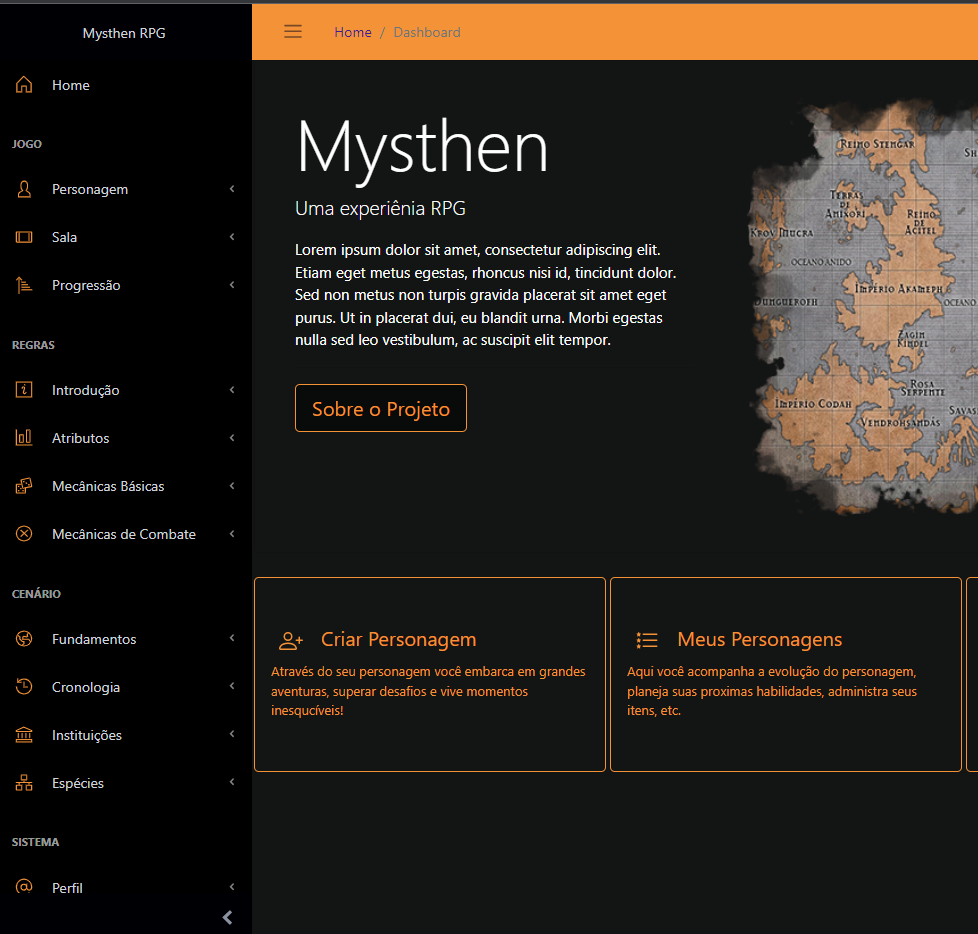 Mysthen RPG
Home
JOGO
Personagem
Sala
Progressão
REGRAS
Introdução
Atributos
Mecânicas Básicas
Mecânicas de Combate
CENÁRIO
Fundamentos
Cronologia
Instituições
Espécies
SISTEMA
Perfil
Home / Dashboard
Mysthen
Uma experiênia RPG
Lorem ipsum dolor sit amet, consectetur adipiscing elit.
Etiam eget metus egestas, rhoncus nisi id, tincidunt dolor.
Sed non metus non turpis gravida placerat sit amet eget
purus. Ut in placerat dui, eu blandit urna. Morbi egestas
nulla sed leo vestibulum, ac suscipit elit tempor.
Sobre o Projeto
Reino Stengar
Sh
Terras
de
Aminori
Reino
de
Acitel
Krov Mucra
Oceano Anido
Império Akameph
Dungueroph
Oceano
Zagin
Kindel
Rosa
Serpente
Império Codah
Savas
Vendrohsandas
Criar Personagem
Através do seu personagem você embarca em grandes
aventuras, superar desafios e vive momentos
inesqucíveis!
Meus Personagens
Aqui você acompanha a evolução do personagem,
planeja suas proximas habilidades, administra seus
itens, etc.